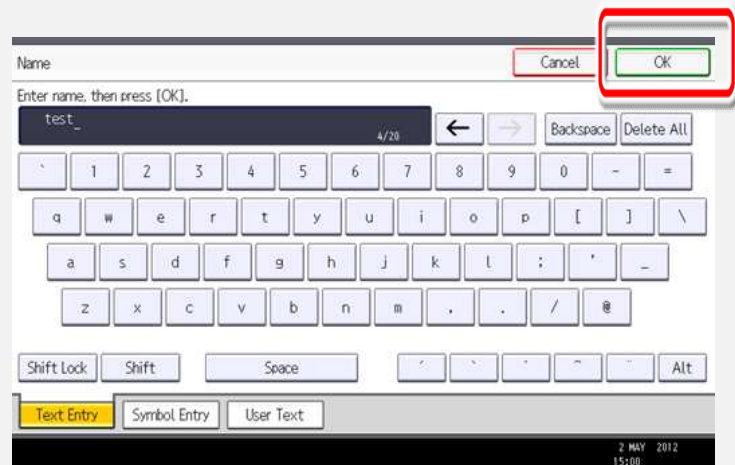 Name Cancel OK
Enter name, then press [OK].
test_ 4/20 ← → Backspace Delete All
` 1 2 3 4 5 6 7 8 9 0 - =
q w e r t y u i o p [ ] \
a s d f g h j k l ; ' _
z x c v b n m , . / @
Shift Lock Shift Space ´ ` ^ ~ ¨ Alt
Text Entry Symbol Entry User Text
2 MAY 2012
15:00